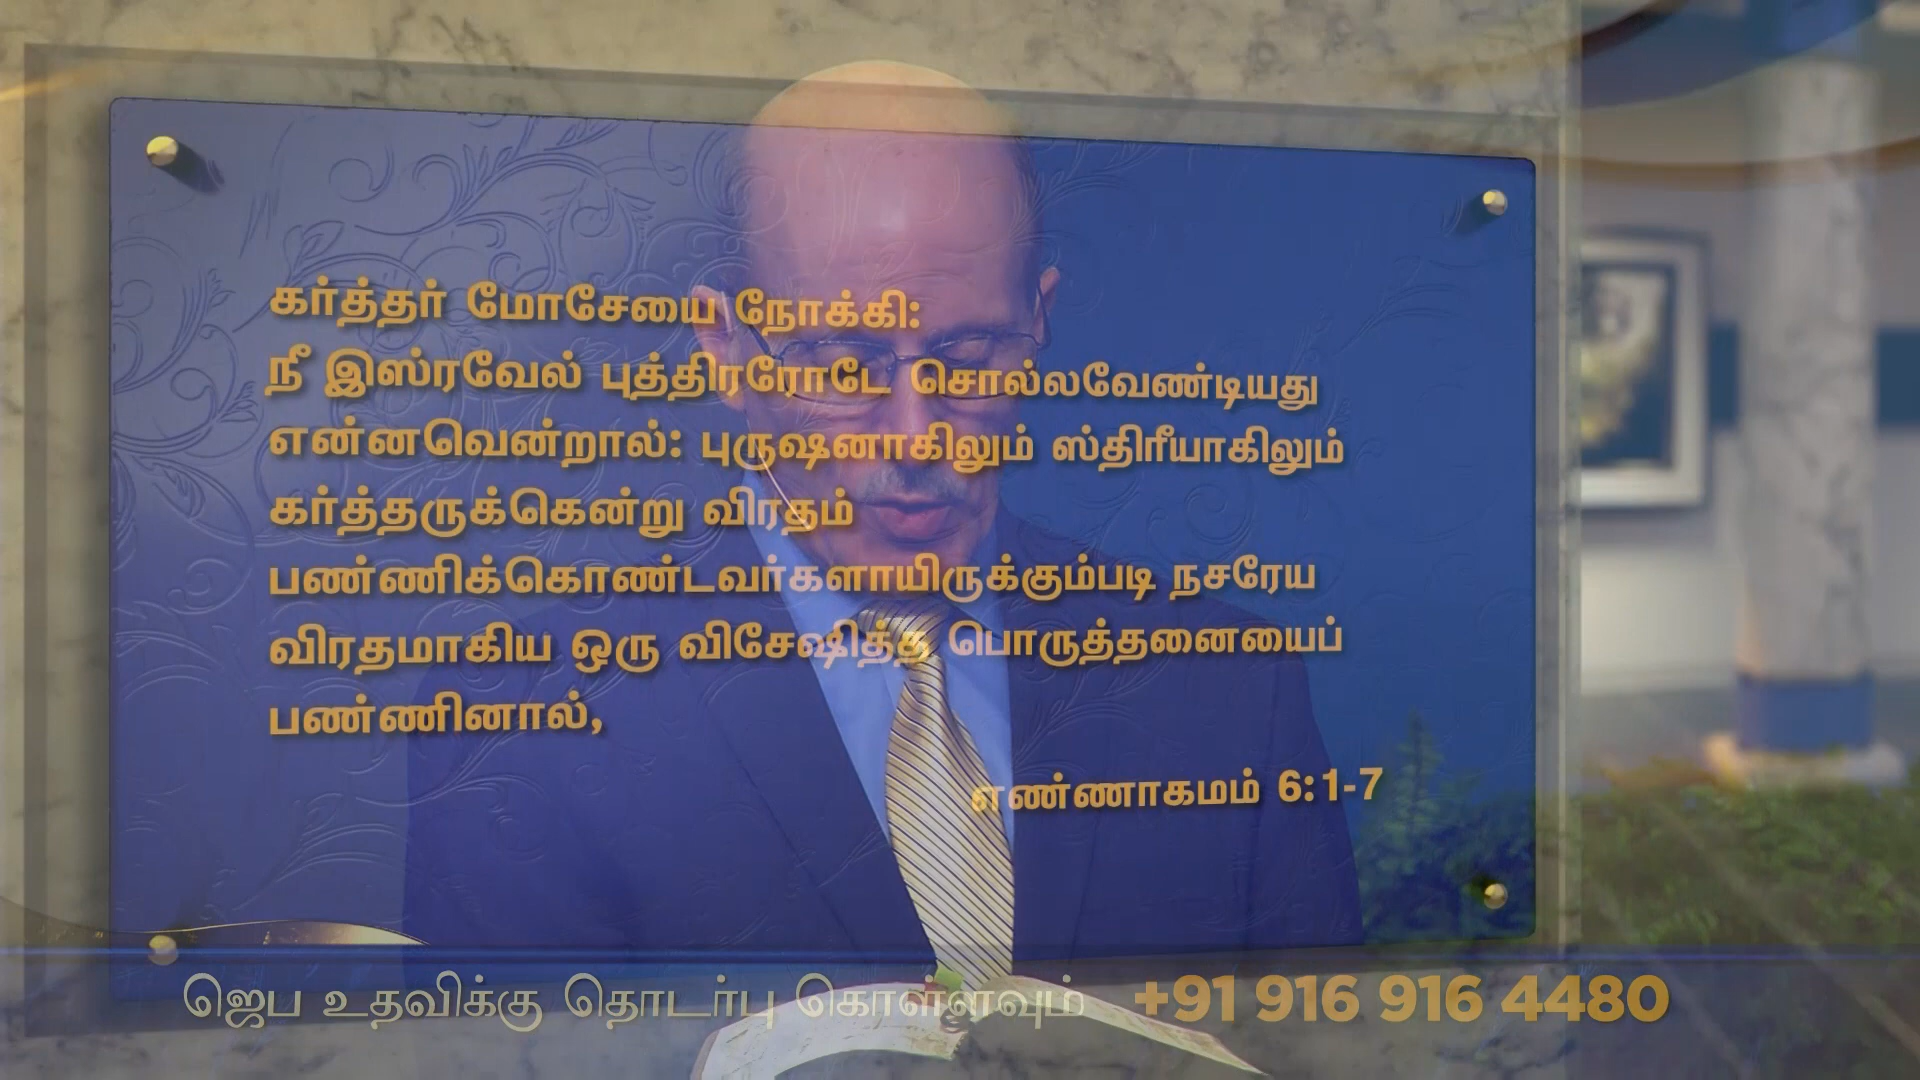 கர்த்தர் மோசேயை நோக்கி:
நீ இஸ்ரவேல் புத்திரரோடே சொல்லவேண்டியது
என்னவென்றால்: புருஷனாகிலும் ஸ்திரீயாகிலும்
கர்த்தருக்கென்று விரதம்
பண்ணிக்கொண்டவர்களாயிருக்கும்படி நசரேய
விரதமாகிய ஒரு விசேஷித்த பொருத்தனையைப்
பண்ணினால்,
எண்ணாகமம் 6:1-7
ஜெப உதவிக்கு தொடர்பு கொள்ளவும் +91 916 916 4480